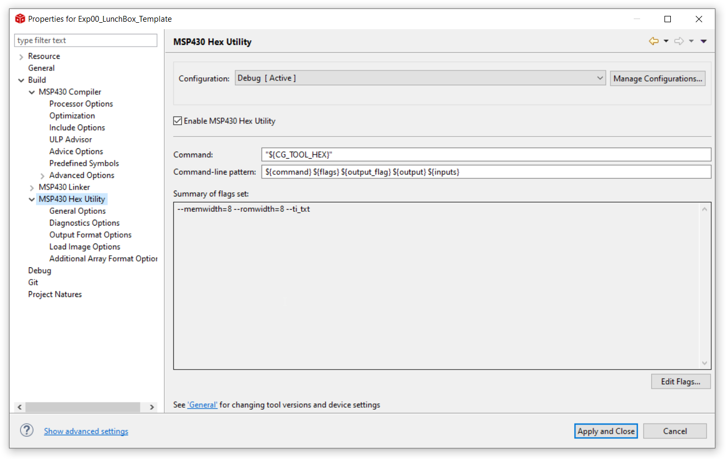 Properties for Exp00_LunchBox_Template
type filter text
Resource
General
Build
MSP430 Compiler
Processor Options
Optimization
Include Options
ULP Advisor
Advice Options
Predefined Symbols
Advanced Options
MSP430 Linker
MSP430 Hex Utility
General Options
Diagnostics Options
Output Format Options
Load Image Options
Additional Array Format Option
Debug
Git
Project Natures
MSP430 Hex Utility
Configuration: Debug [ Active ] Manage Configurations...
Enable MSP430 Hex Utility
Command: "${CG_TOOL_HEX}"
Command-line pattern: ${command} ${flags} ${output_flag} ${output} ${inputs}
Summary of flags set:
--memwidth=8 --romwidth=8 --ti_txt
Edit Flags...
See 'General' for changing tool versions and device settings
? Show advanced settings Apply and Close Cancel